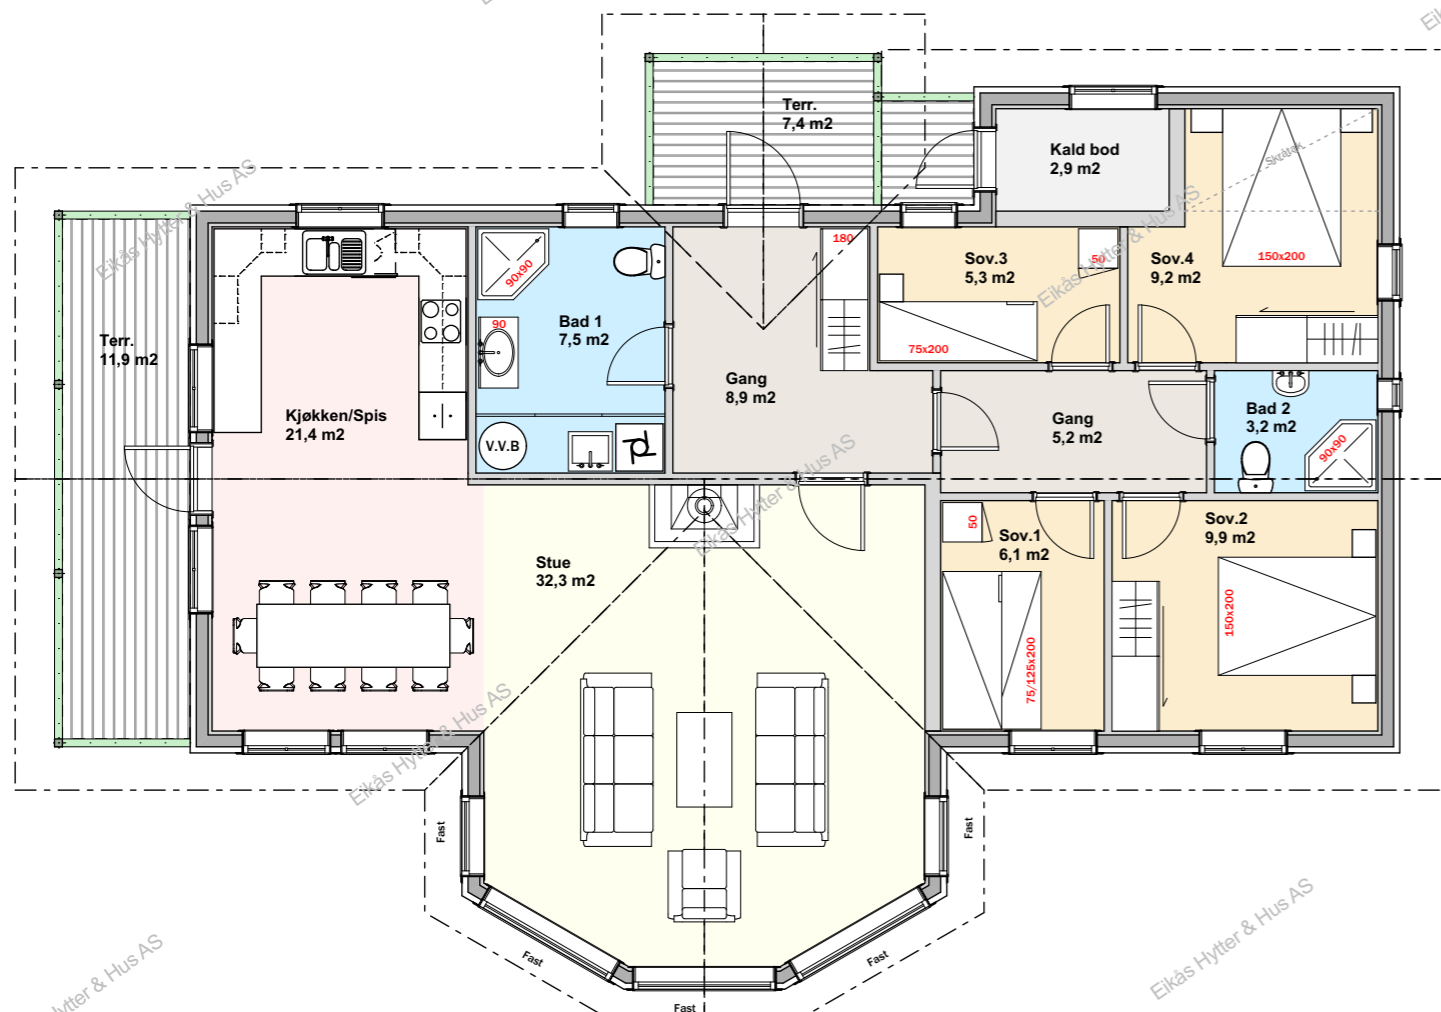 Terr.
7,4 m2
Kald bod
2,9 m2
Skråtak
150x200
180
Sov.3
5,3 m2
50
Sov.4
9,2 m2
75x200
90x90
Bad 1
7,5 m2
90
V.V.B
Terr.
11,9 m2
Kjøkken/Spis
21,4 m2
Gang
8,9 m2
Gang
5,2 m2
Bad 2
3,2 m2
90x90
Stue
32,3 m2
50
Sov.1
6,1 m2
75/125x200
Sov.2
9,9 m2
150x200
Fast
Fast
Fast
Fast
Fast
Eikås Hytter & Hus AS
Eikås Hytter & Hus AS
Eikås Hytter & Hus AS
Eikås Hytter & Hus AS
Eikås Hytter & Hus AS
Hytter & Hus AS